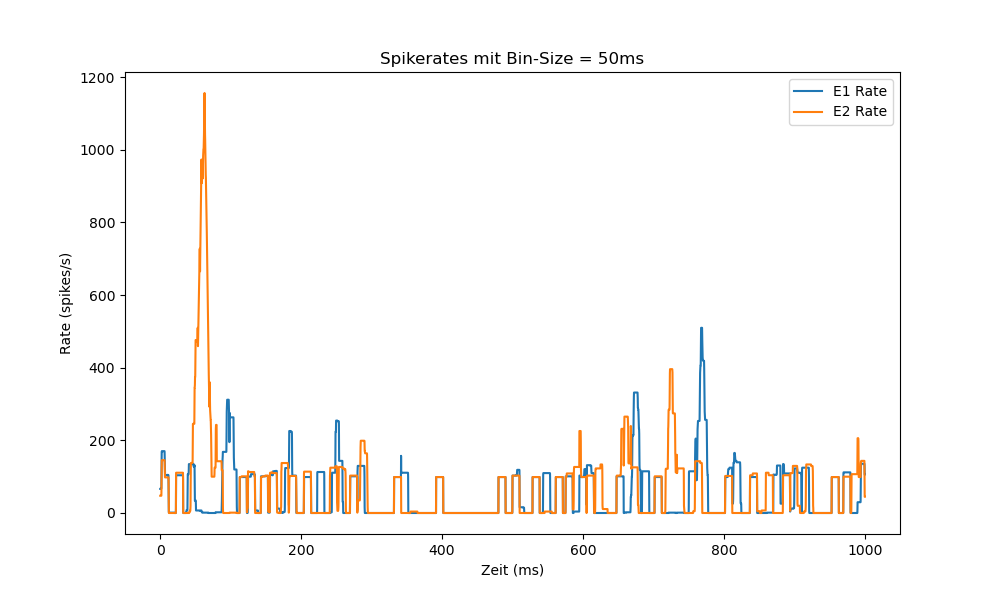 Spikerates mit Bin-Size = 50ms
E1 Rate
E2 Rate
Rate (spikes/s)
1200
1000
800
600
400
200
0
0 200 400 600 800 1000
Zeit (ms)